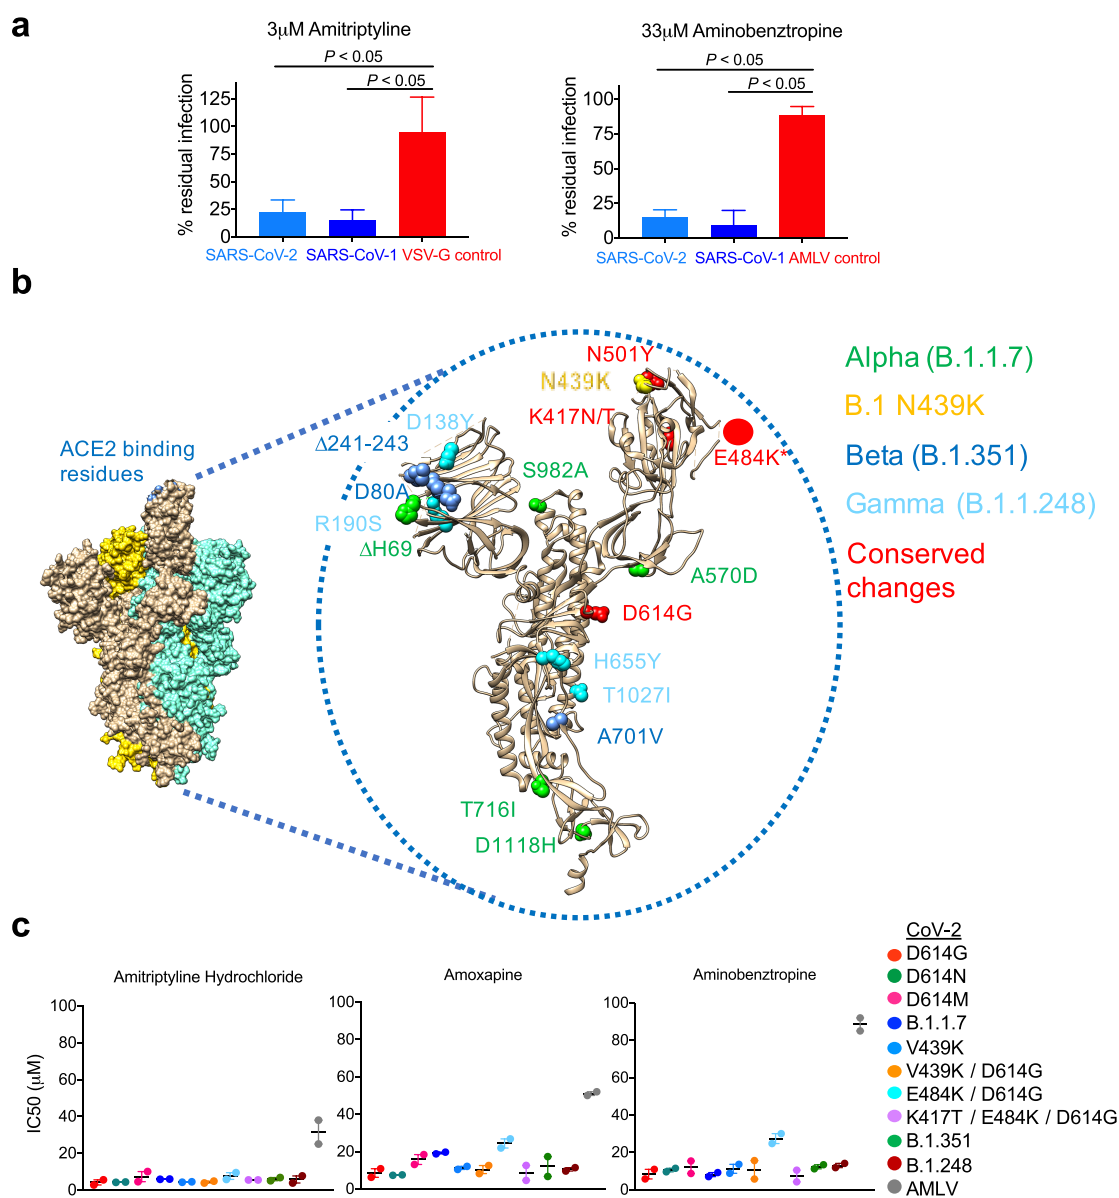 a
3μM Amitriptyline
P < 0.05
P < 0.05
% residual infection
125
100
75
50
25
0
SARS-CoV-2
SARS-CoV-1
VSV-G control
33μM Aminobenztropine
P < 0.05
P < 0.05
% residual infection
100
75
50
25
0
SARS-CoV-2
SARS-CoV-1
AMLV control
b
ACE2 binding
residues
N501Y
N439K
K417N/T
D138Y
Δ241-243
E484K*
S982A
D80A
R190S
ΔH69
A570D
D614G
H655Y
T1027I
A701V
T716I
D1118H
Alpha (B.1.1.7)
B.1 N439K
Beta (B.1.351)
Gamma (B.1.1.248)
Conserved
changes
c
Amitriptyline Hydrochloride
IC50 (μM)
100
80
60
40
20
0
Amoxapine
100
80
60
40
20
0
Aminobenztropine
100
80
60
40
20
0
CoV-2
D614G
D614N
D614M
B.1.1.7
V439K
V439K / D614G
E484K / D614G
K417T / E484K / D614G
B.1.351
B.1.248
AMLV